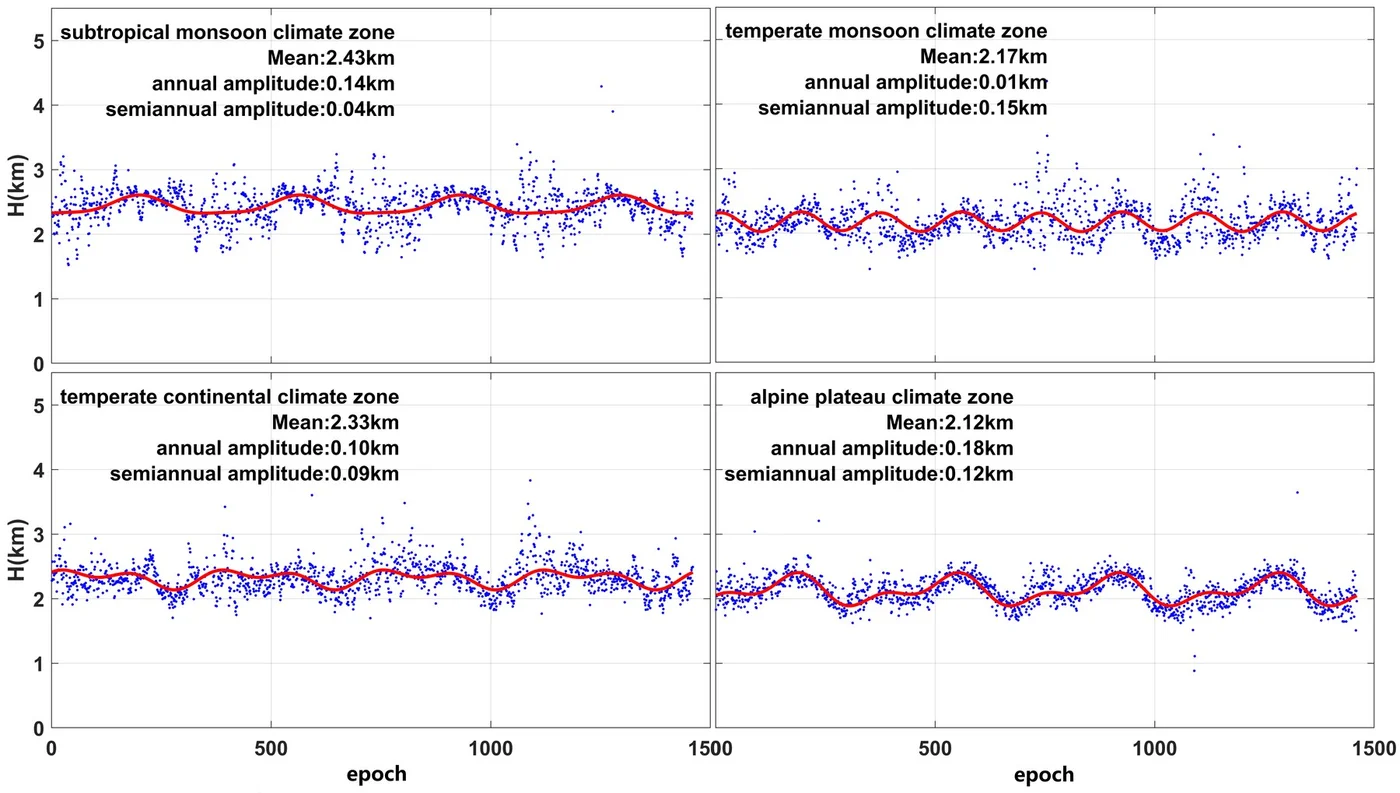 subtropical monsoon climate zone
Mean:2.43km
annual amplitude:0.14km
semiannual amplitude:0.04km
temperate monsoon climate zone
Mean:2.17km
annual amplitude:0.01km
semiannual amplitude:0.15km
5
4
3
2
1
0
H(km)
temperate continental climate zone
Mean:2.33km
annual amplitude:0.10km
semiannual amplitude:0.09km
alpine plateau climate zone
Mean:2.12km
annual amplitude:0.18km
semiannual amplitude:0.12km
5
4
3
2
1
0
H(km)
0 500 1000 1500 500 1000 1500
epoch epoch